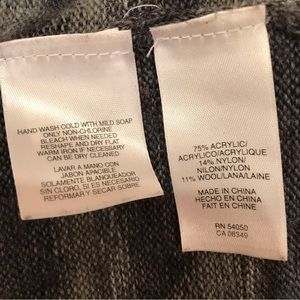 HAND WASH COLD WITH MILD SOAP
ONLY NON-CHLORINE
BLEACH WHEN NEEDED
RESHAPE AND DRY FLAT
WARM IRON IF NECESSARY
CAN BE DRY CLEANED
LAVAR A MANO CON
JABON APACIBLE
SOLAMENTE BLANQUEADOR
SIN CLORO, SI ES NECESARIO
REFORMAR Y SECAR SOBRE
75% ACRYLIC/
ACRYLICO/ACRYLIQUE
14% NYLON/
NILON/NYLON
11% WOOL/LANA/LAINE
MADE IN CHINA
HECHO EN CHINA
FAIT EN CHINE
RN 54050
CA 08349